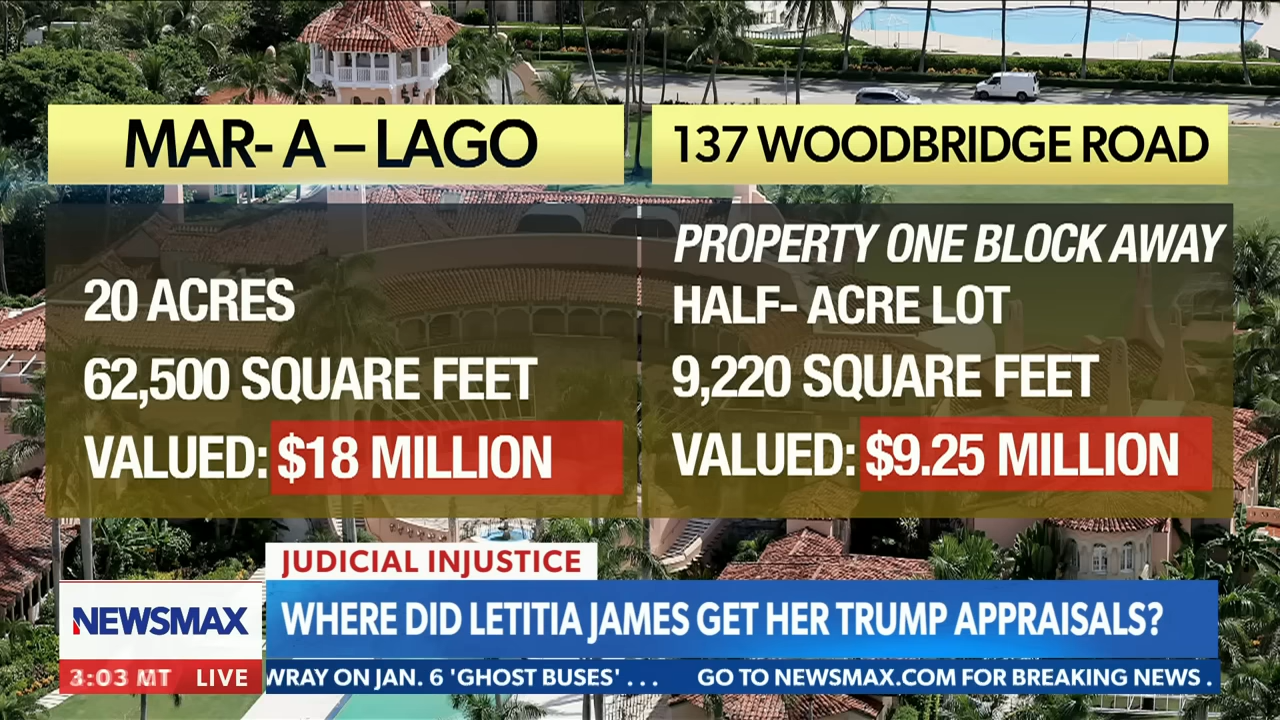 MAR- A – LAGO
20 ACRES
62,500 SQUARE FEET
VALUED: $18 MILLION
137 WOODBRIDGE ROAD
PROPERTY ONE BLOCK AWAY
HALF- ACRE LOT
9,220 SQUARE FEET
VALUED: $9.25 MILLION
JUDICIAL INJUSTICE
NEWSMAX
WHERE DID LETITIA JAMES GET HER TRUMP APPRAISALS?
3:03 MT LIVE
WRAY ON JAN. 6 'GHOST BUSES' . . . GO TO NEWSMAX.COM FOR BREAKING NEWS .